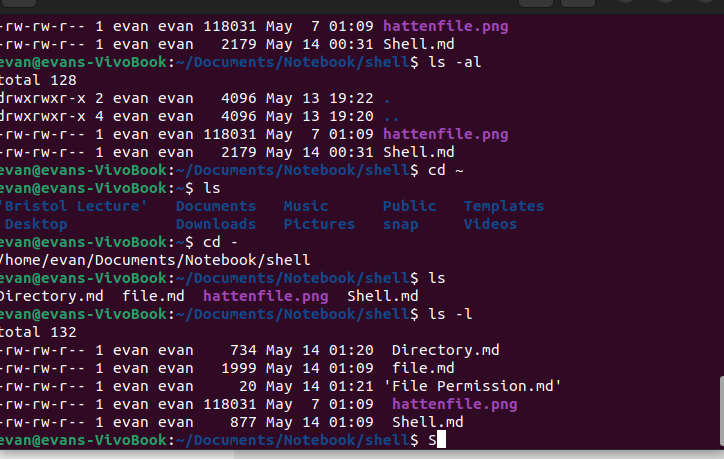 -rw-rw-r-- 1 evan evan 118031 May  7 01:09 hattenfile.png
-rw-rw-r-- 1 evan evan   2179 May 14 00:31 Shell.md
evan@evans-VivoBook:~/Documents/Notebook/shell$ ls -al
total 128
drwxrwxr-x 2 evan evan   4096 May 13 19:22 .
drwxrwxr-x 4 evan evan   4096 May 13 19:20 ..
-rw-rw-r-- 1 evan evan 118031 May  7 01:09 hattenfile.png
-rw-rw-r-- 1 evan evan   2179 May 14 00:31 Shell.md
evan@evans-VivoBook:~/Documents/Notebook/shell$ cd ~
evan@evans-VivoBook:~$ ls
'Bristol Lecture'   Documents   Music      Public   Templates
 Desktop            Downloads   Pictures   snap     Videos
evan@evans-VivoBook:~$ cd -
/home/evan/Documents/Notebook/shell
evan@evans-VivoBook:~/Documents/Notebook/shell$ ls
Directory.md  file.md  hattenfile.png  Shell.md
evan@evans-VivoBook:~/Documents/Notebook/shell$ ls -l
total 132
-rw-rw-r-- 1 evan evan    734 May 14 01:20  Directory.md
-rw-rw-r-- 1 evan evan   1999 May 14 01:09  file.md
-rw-rw-r-- 1 evan evan     20 May 14 01:21 'File Permission.md'
-rw-rw-r-- 1 evan evan 118031 May  7 01:09  hattenfile.png
-rw-rw-r-- 1 evan evan    877 May 14 01:09  Shell.md
evan@evans-VivoBook:~/Documents/Notebook/shell$ S